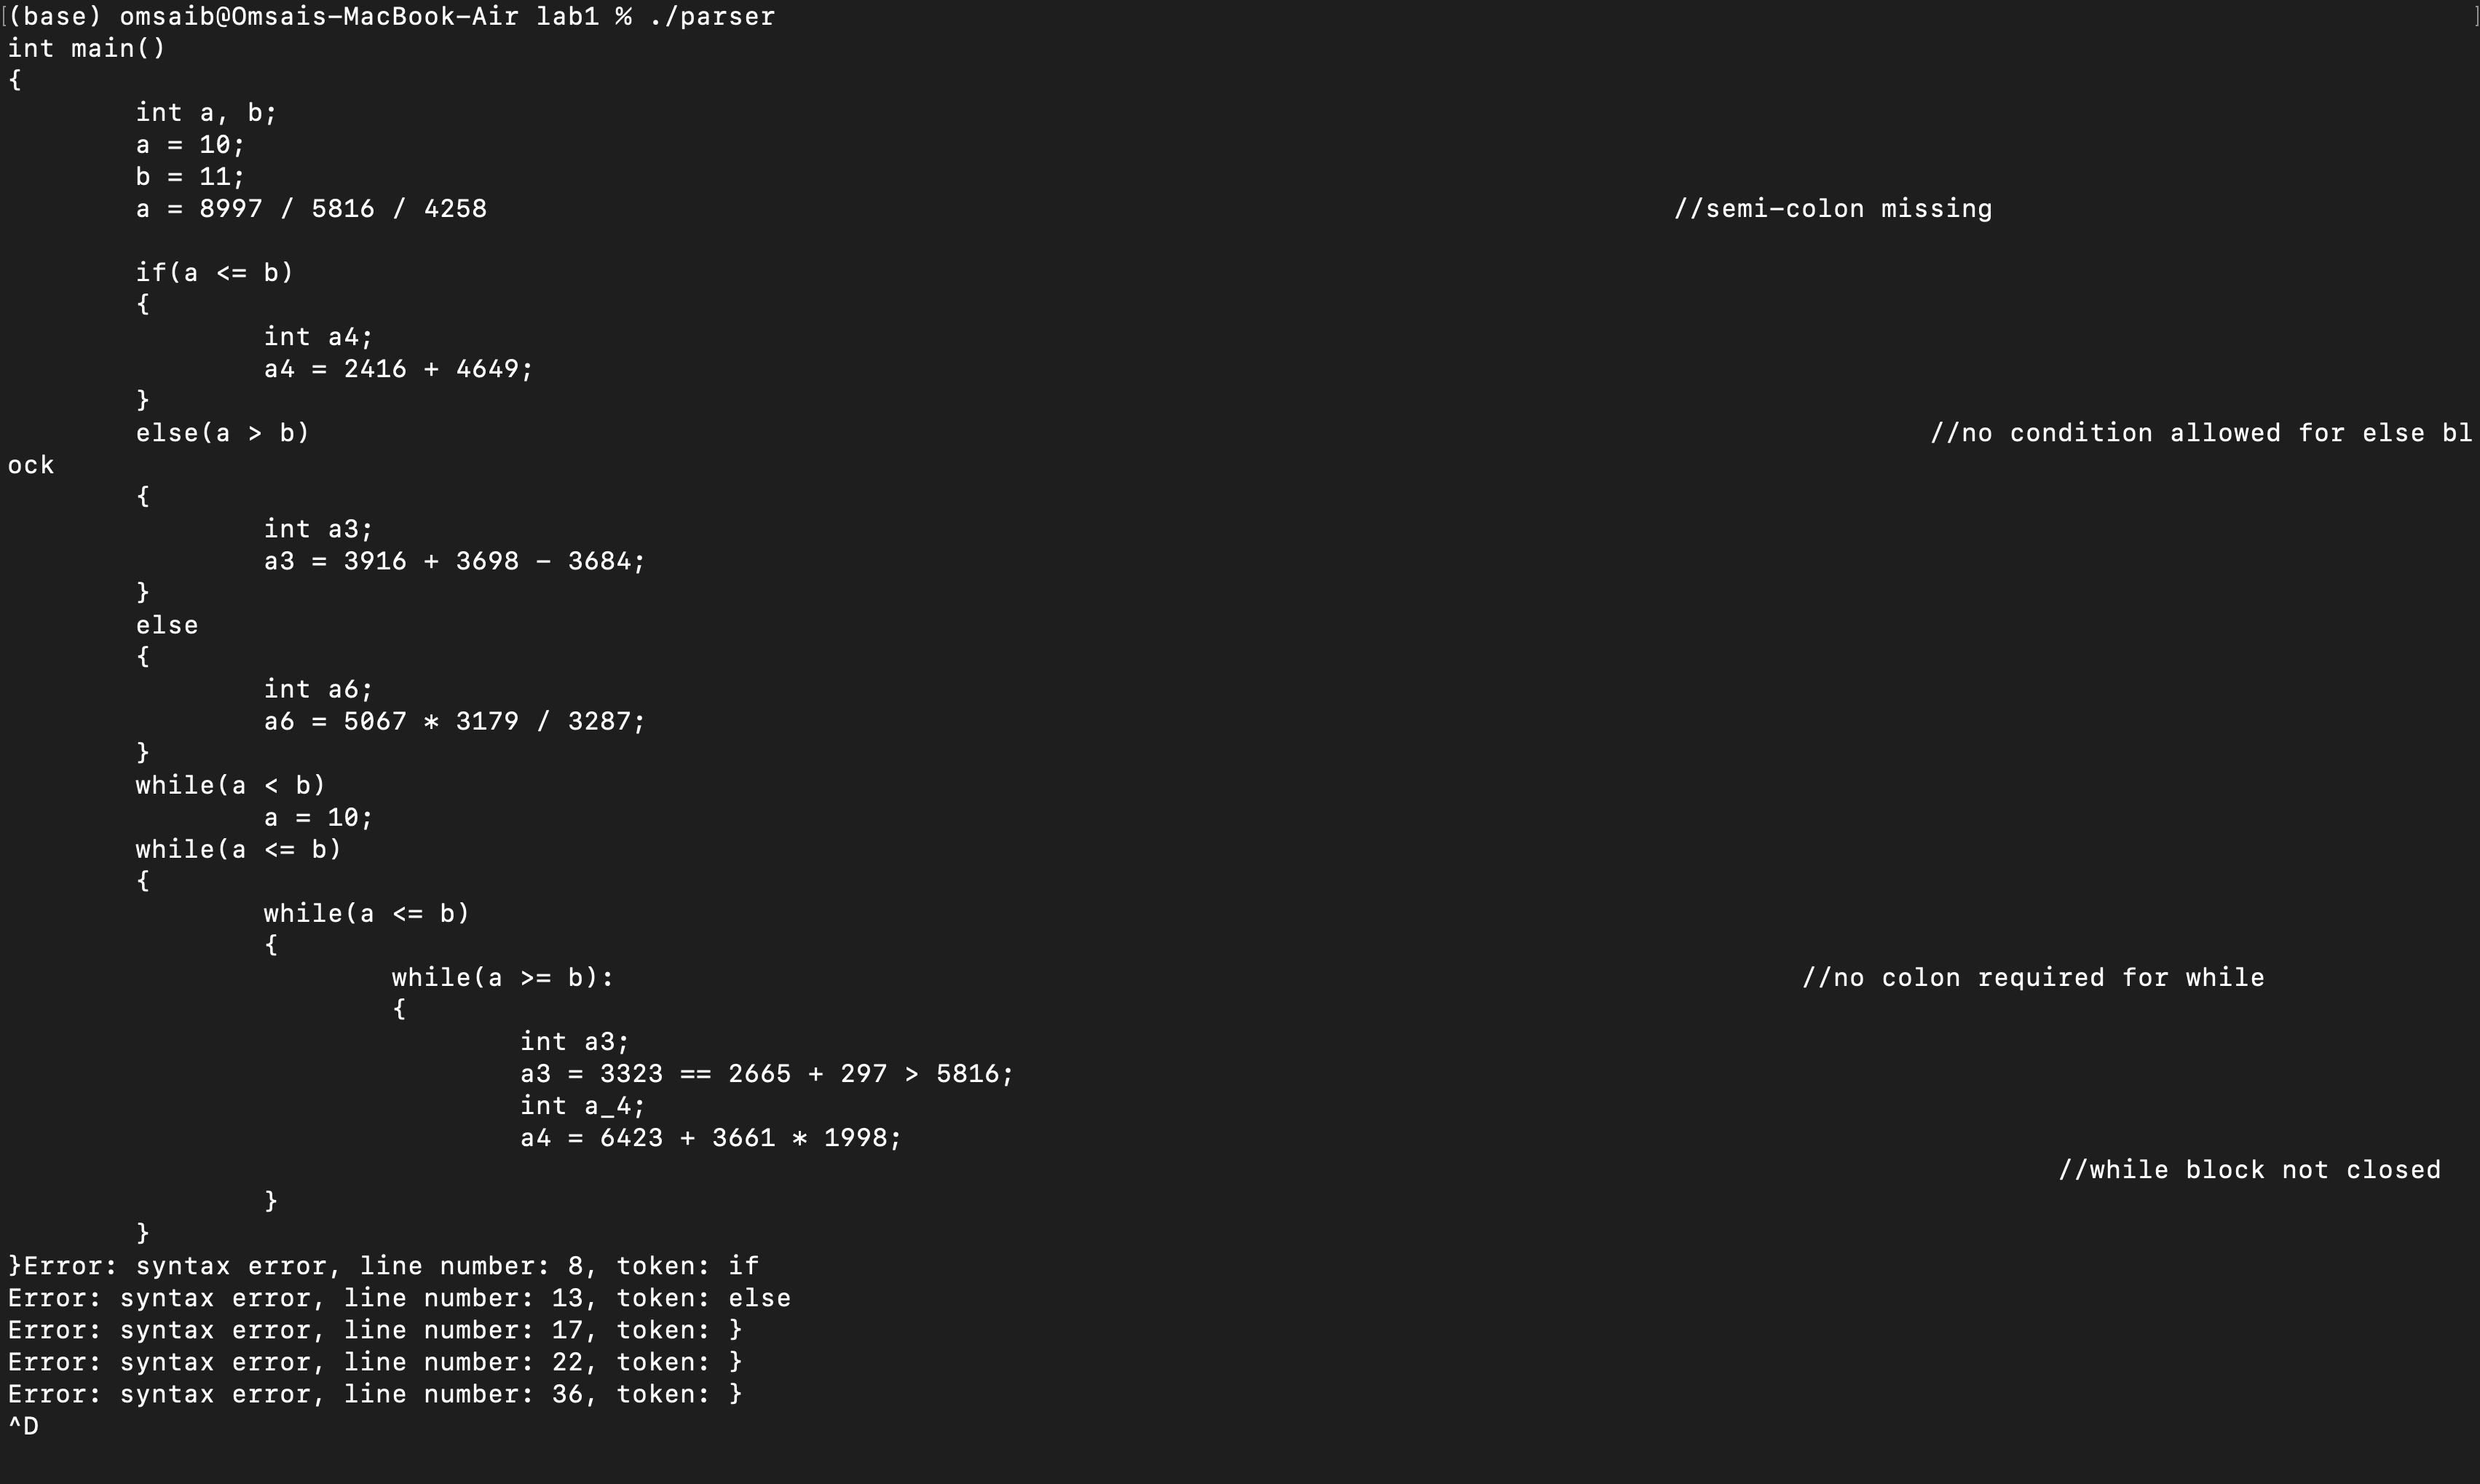 (base) omsaib@Omsais-MacBook-Air lab1 % ./parser
int main()
{
        int a, b;
        a = 10;
        b = 11;
        a = 8997 / 5816 / 4258                                                                          //semi-colon missing

        if(a <= b)
        {
                int a4;
                a4 = 2416 + 4649;
        }
        else(a > b)                                                                                                     //no condition allowed for else bl
ock
        {
                int a3;
                a3 = 3916 + 3698 - 3684;
        }
        else
        {
                int a6;
                a6 = 5067 * 3179 / 3287;
        }
        while(a < b)
                a = 10;
        while(a <= b)
        {
                while(a <= b)
                {
                        while(a >= b):                                                                          //no colon required for while
                        {
                                int a3;
                                a3 = 3323 == 2665 + 297 > 5816;
                                int a_4;
                                a4 = 6423 + 3661 * 1998;
                                                                                                                                //while block not closed
                }
        }
}Error: syntax error, line number: 8, token: if
Error: syntax error, line number: 13, token: else
Error: syntax error, line number: 17, token: }
Error: syntax error, line number: 22, token: }
Error: syntax error, line number: 36, token: }
^D